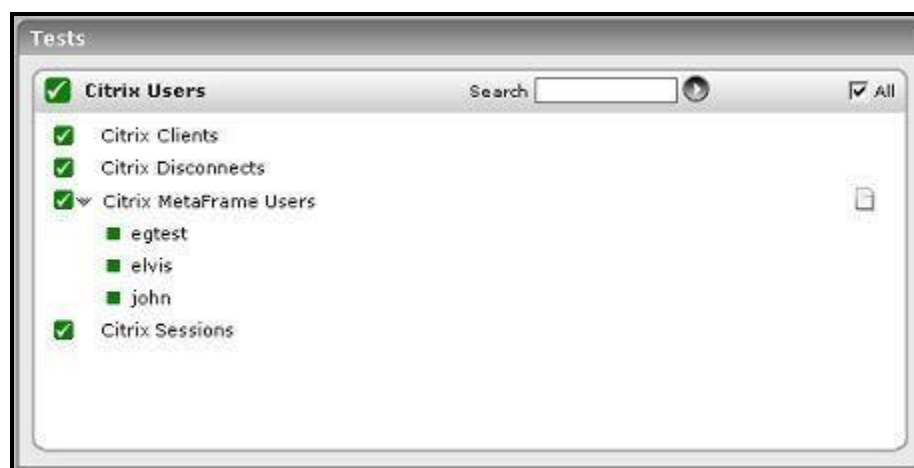 Tests
Citrix Users Search All
Citrix Clients
Citrix Disconnects
Citrix MetaFrame Users
egtest
elvis
john
Citrix Sessions